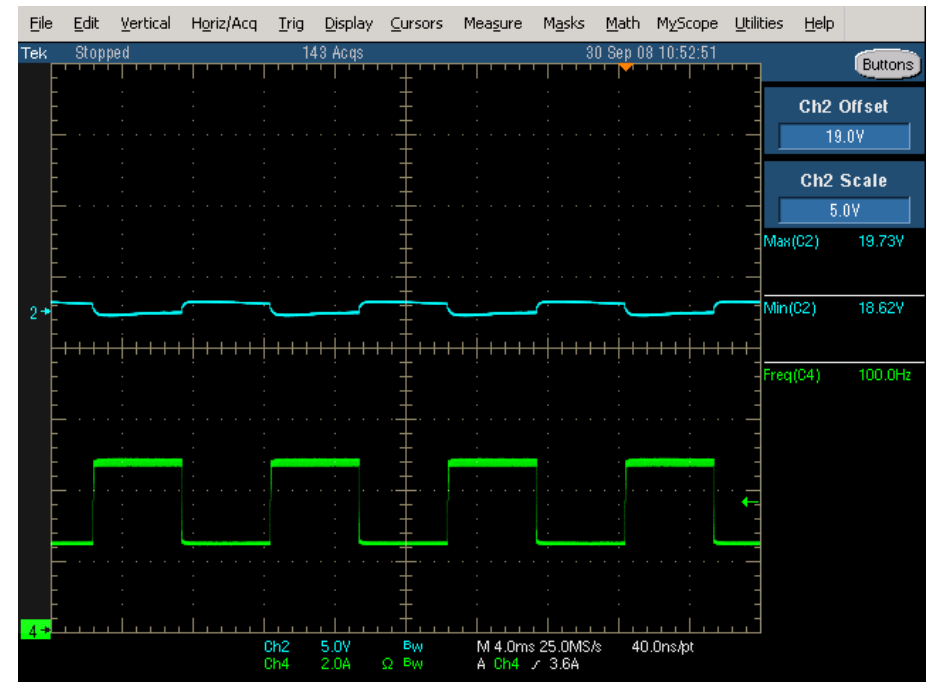 File Edit Vertical Horiz/Acq Trig Display Cursors Measure Masks Math MyScope Utilities Help
Tek Stopped 143 Acqs 30 Sep 08 10:52:51
Buttons
Ch2 Offset
19.0V
Ch2 Scale
5.0V
Max(C2) 19.73V
2
Min(C2) 18.62V
Freq(C4) 100.0Hz
4
Ch2 5.0V Bw M 4.0ms 25.0MS/s 40.0ns/pt
Ch4 2.0A Ω Bw A Ch4 ⌿ 3.6A